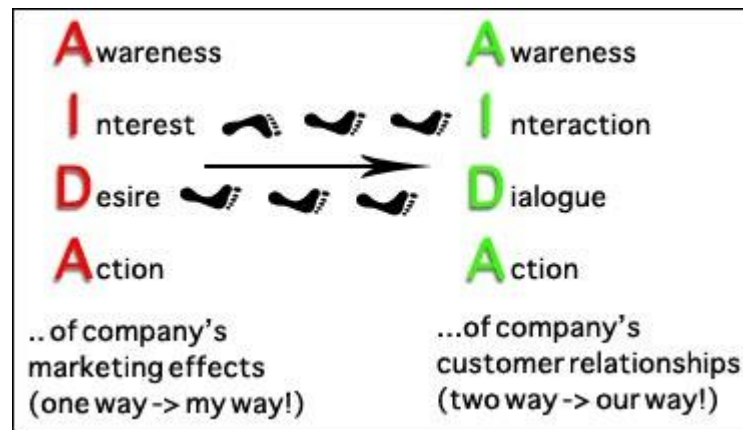 Awareness
Interest
Desire
Action
.. of company's
marketing effects
(one way -> my way!)
Awareness
Interaction
Dialogue
Action
...of company's
customer relationships
(two way -> our way!)